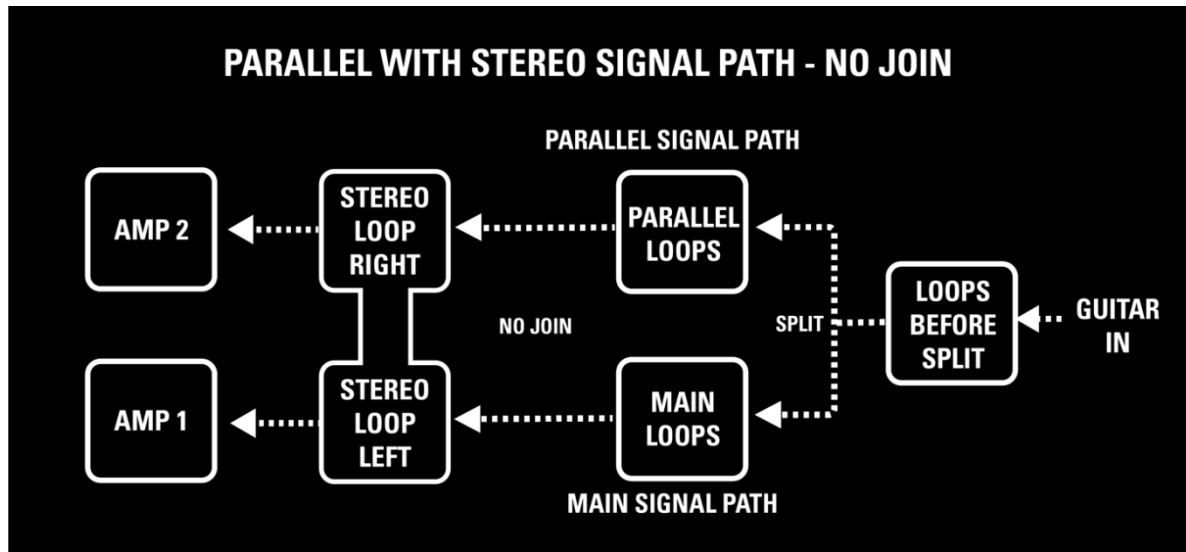 PARALLEL WITH STEREO SIGNAL PATH - NO JOIN
PARALLEL SIGNAL PATH
AMP 2
STEREO
LOOP
RIGHT
PARALLEL
LOOPS
NO JOIN
SPLIT
LOOPS
BEFORE
SPLIT
GUITAR
IN
AMP 1
STEREO
LOOP
LEFT
MAIN
LOOPS
MAIN SIGNAL PATH